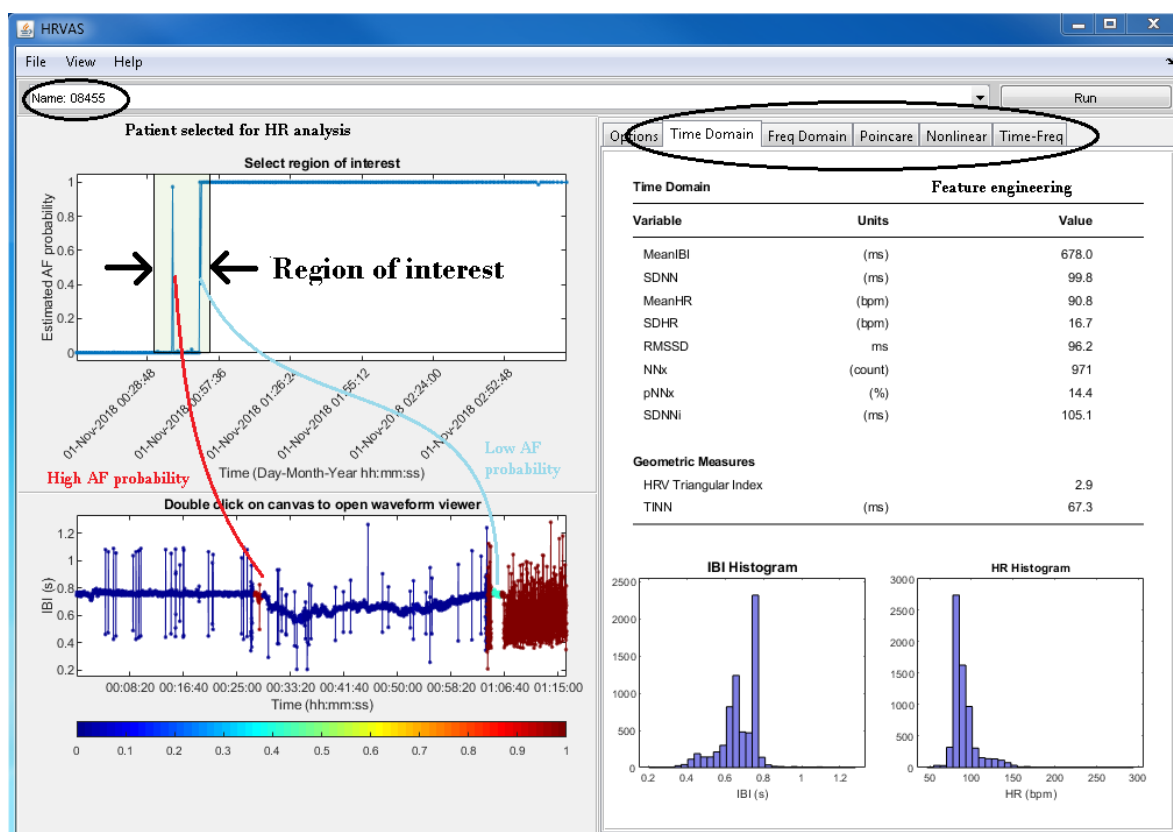 HRVAS
File View Help
Name: 08455
Run
Patient selected for HR analysis
Select region of interest
Estimated AF probability
1
0.8
0.6
0.4
0.2
0
Region of interest
01-Nov-2018 00:28:48
01-Nov-2018 00:57:36
01-Nov-2018 01:26:24
01-Nov-2018 01:55:12
01-Nov-2018 02:24:00
01-Nov-2018 02:52:48
Time (Day-Month-Year hh:mm:ss)
High AF probability
Low AF
probability
Double click on canvas to open waveform viewer
IBI (s)
1.2
1
0.8
0.6
0.4
0.2
00:08:20 00:16:40 00:25:00 00:33:20 00:41:40 00:50:00 00:58:20 01:06:40 01:15:00
Time (hh:mm:ss)
0 0.1 0.2 0.3 0.4 0.5 0.6 0.7 0.8 0.9 1
Options Time Domain Freq Domain Poincare Nonlinear Time-Freq
Time Domain Feature engineering
Variable Units Value
MeanIBI (ms) 678.0
SDNN (ms) 99.8
MeanHR (bpm) 90.8
SDHR (bpm) 16.7
RMSSD ms 96.2
NNx (count) 971
pNNx (%) 14.4
SDNNi (ms) 105.1
Geometric Measures
HRV Triangular Index 2.9
TINN (ms) 67.3
IBI Histogram
2500
2000
1500
1000
500
0
0.2 0.4 0.6 0.8 1 1.2
IBI (s)
HR Histogram
3000
2500
2000
1500
1000
500
0
50 100 150 200 250 300
HR (bpm)